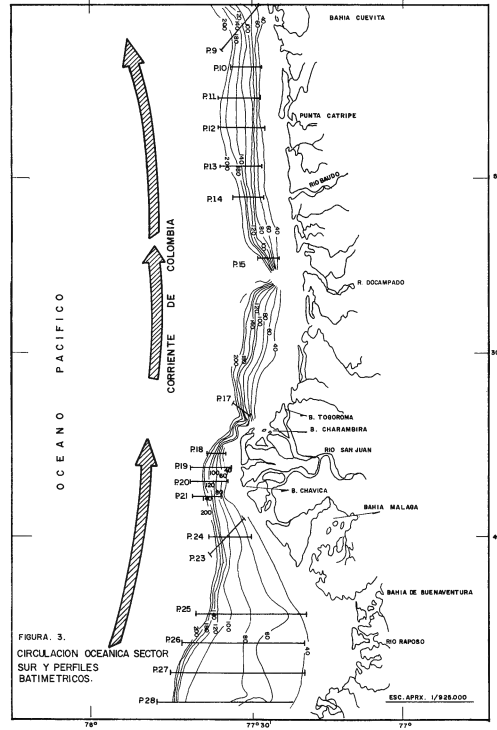 BAHIA CUEVITA
P.9
P.10
P.11
PUNTA CATRIPE
P.12
P.13
RIO BAUDO
P.14
P.15
R. DOCAMPADO
OCEANO PACIFICO
CORRIENTE DE COLOMBIA
P.17
B. TOGOROMA
B. CHARAMBIRA
P.18
RIO SAN JUAN
P.19
P.20
B. CHAVICA
P.21
BAHIA MALAGA
P.24
P.23
BAHIA DE BUENAVENTURA
P.25
P.26
RIO RAPOSO
P.27
P.28
FIGURA. 3.
CIRCULACION OCEANICA SECTOR
SUR Y PERFILES
BATIMETRICOS.
ESC. APRX. 1/925.000
76° 77° 30' 77°